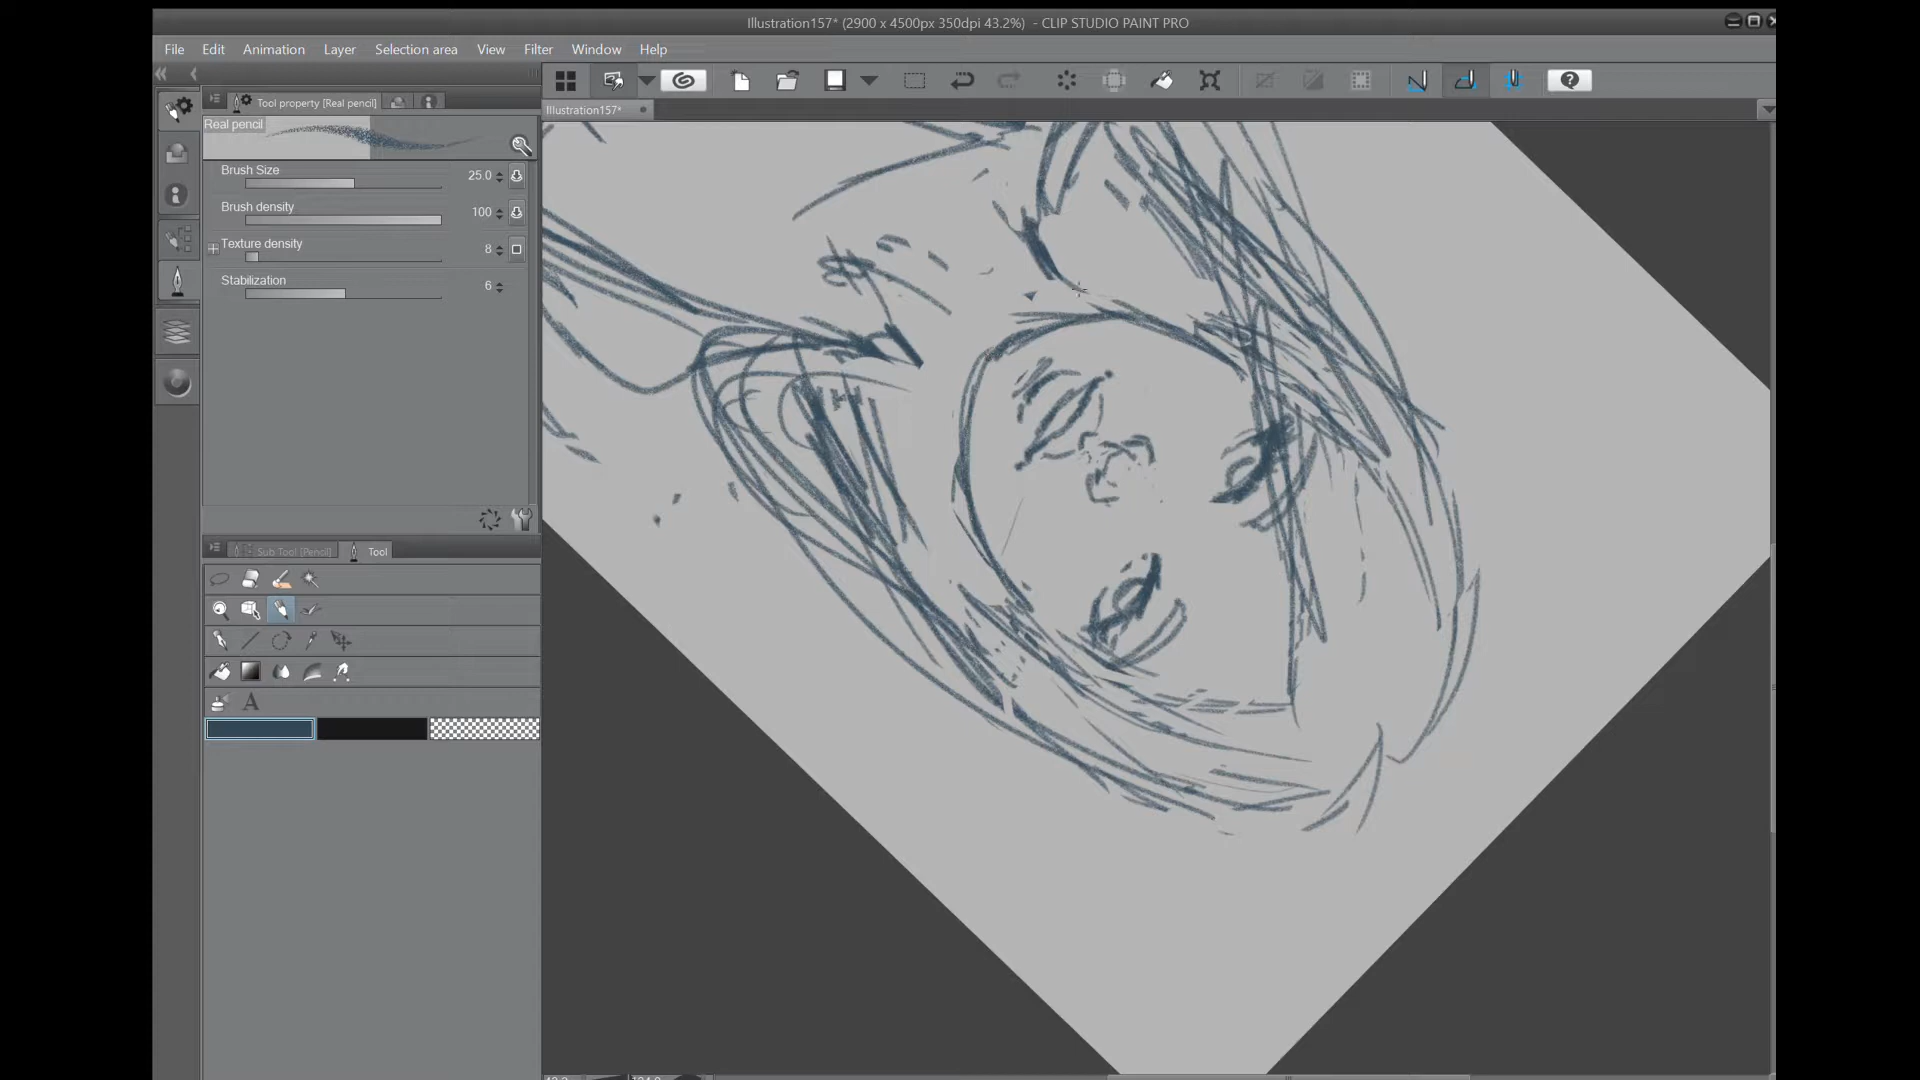 Illustration157* (2900 x 4500px 350dpi 43.2%)  - CLIP STUDIO PAINT PRO
File Edit Animation Layer Selection area View Filter Window Help
Tool property [Real pencil]
Illustration157*
Real pencil
Brush Size 25.0
Brush density 100
Texture density 8
Stabilization 6
Sub Tool [Pencil] Tool
A